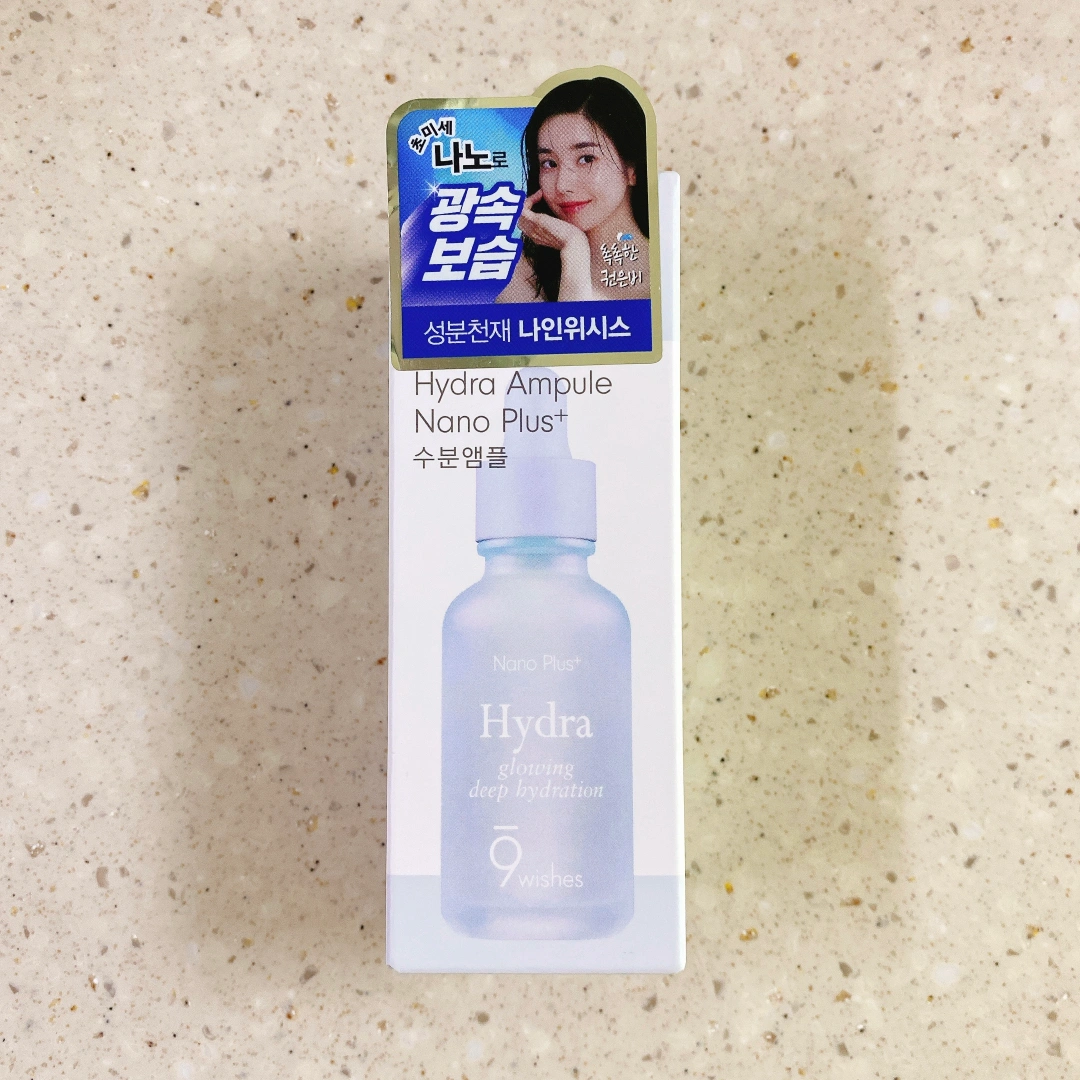 초미세
나노로
광속
보습
촉촉한
권은비
성분천재 나인위시스
Hydra Ampule
Nano Plus+
수분앰플
Nano Plus+
Hydra
glowing
deep hydration
9 wishes